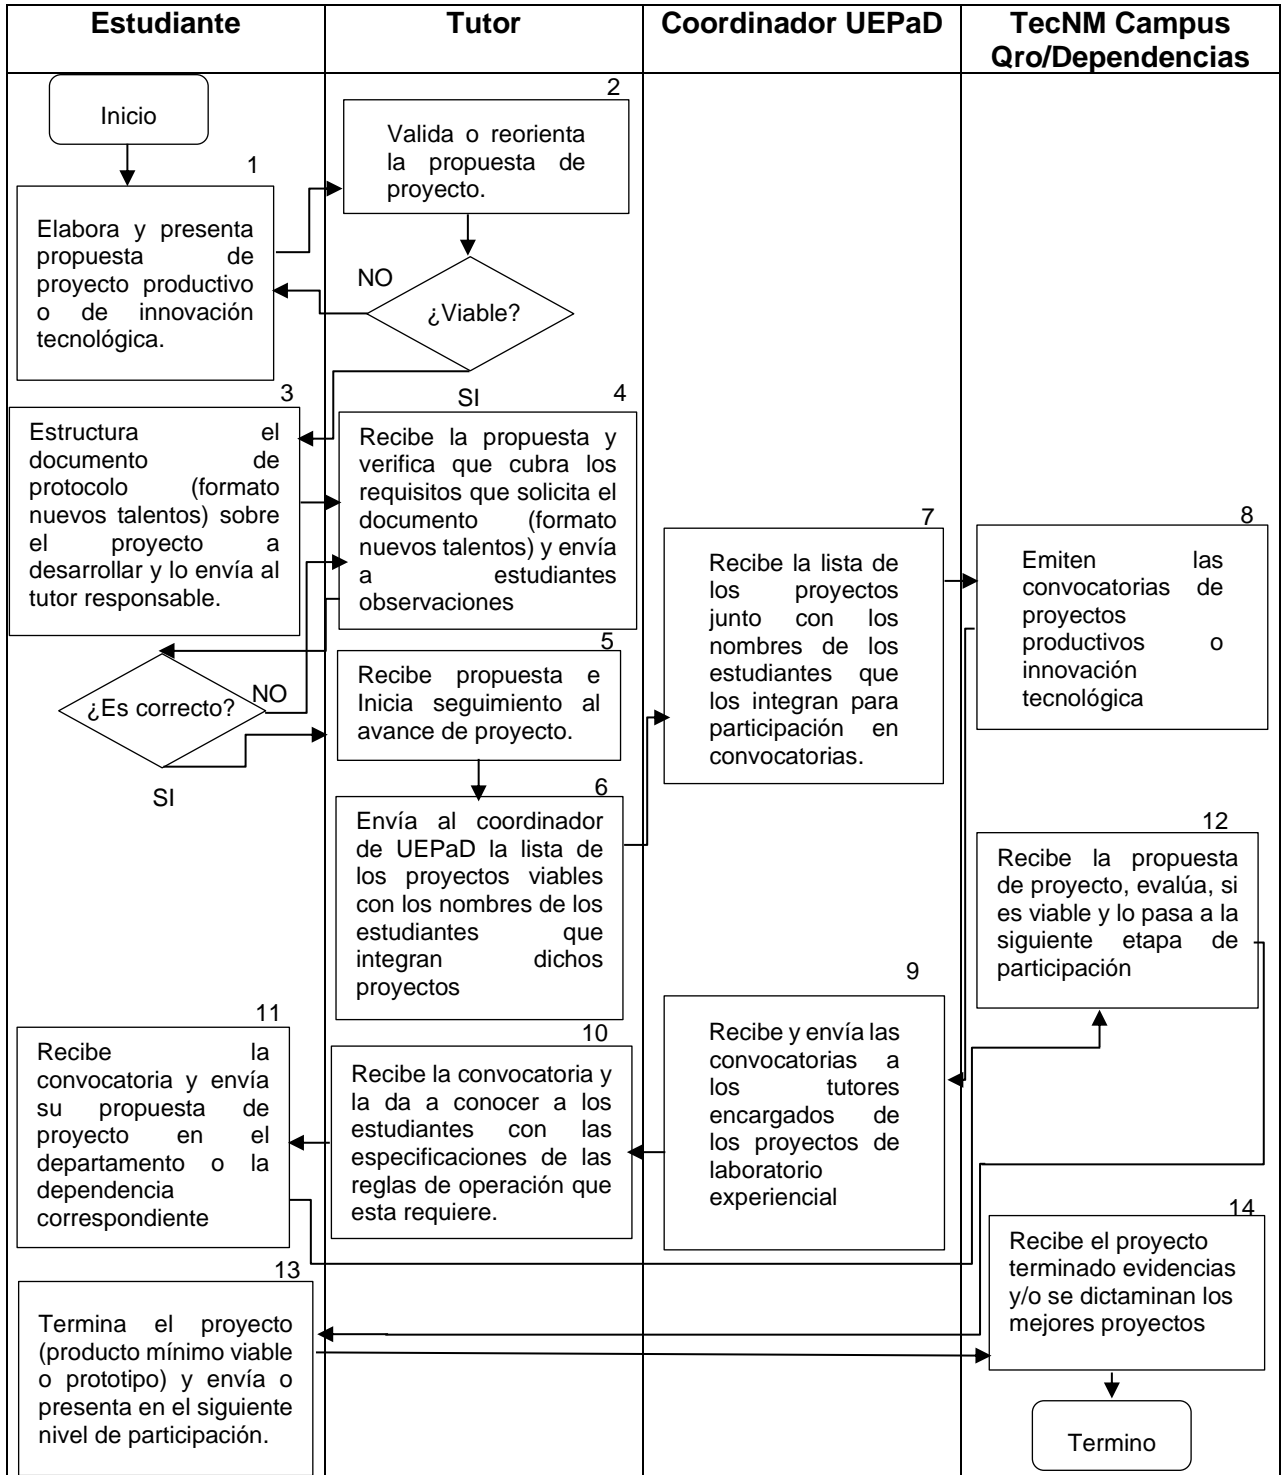 Estudiante
Tutor
Coordinador UEPaD
TecNM Campus
Qro/Dependencias
Inicio
1
Elabora y presenta
propuesta de
proyecto productivo
o de innovación
tecnológica.
2
Valida o reorienta
la propuesta de
proyecto.
NO
¿Viable?
SI
3
Estructura el
documento de
protocolo (formato
nuevos talentos) sobre
el proyecto a
desarrollar y lo envía al
tutor responsable.
4
Recibe la propuesta y
verifica que cubra los
requisitos que solicita el
documento (formato
nuevos talentos) y envía
a estudiantes
observaciones
¿Es correcto?
NO
SI
5
Recibe propuesta e
Inicia seguimiento al
avance de proyecto.
6
Envía al coordinador
de UEPaD la lista de
los proyectos viables
con los nombres de los
estudiantes que
integran dichos
proyectos
7
Recibe la lista de
los proyectos
junto con los
nombres de los
estudiantes que
los integran para
participación en
convocatorias.
8
Emiten las
convocatorias de
proyectos
productivos o
innovación
tecnológica
9
Recibe y envía las
convocatorias a
los tutores
encargados de
los proyectos de
laboratorio
experiencial
10
Recibe la convocatoria y
la da a conocer a los
estudiantes con las
especificaciones de las
reglas de operación que
esta requiere.
11
Recibe la
convocatoria y envía
su propuesta de
proyecto en el
departamento o la
dependencia
correspondiente
12
Recibe la propuesta
de proyecto, evalúa, si
es viable y lo pasa a la
siguiente etapa de
participación
13
Termina el proyecto
(producto mínimo viable
o prototipo) y envía o
presenta en el siguiente
nivel de participación.
14
Recibe el proyecto
terminado evidencias
y/o se dictaminan los
mejores proyectos
Termino